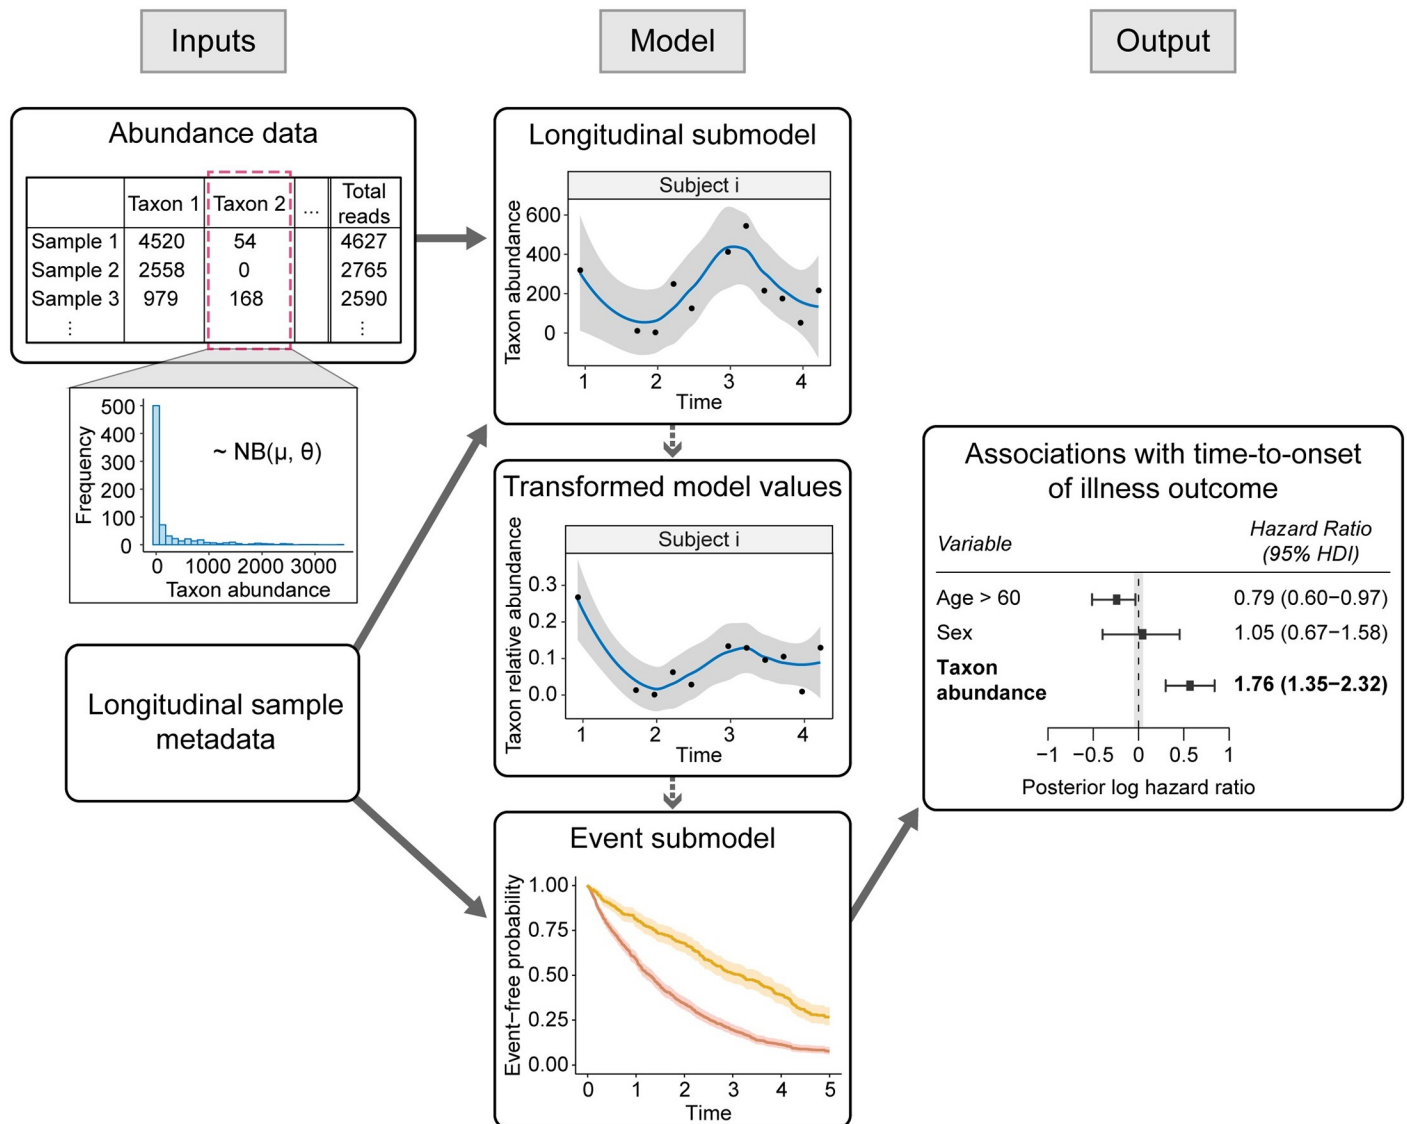 Inputs
Model
Output
Abundance data
Taxon 1 Taxon 2 ... Total reads
Sample 1 4520 54 4627
Sample 2 2558 0 2765
Sample 3 979 168 2590
⋮ ⋮
Frequency
500
400
300
200
100
0
~ NB(μ, θ)
0 1000 2000 3000
Taxon abundance
Longitudinal sample
metadata
Longitudinal submodel
Subject i
Taxon abundance
600
400
200
0
1 2 3 4
Time
Transformed model values
Subject i
Taxon relative abundance
0.3
0.2
0.1
0.0
1 2 3 4
Time
Event submodel
Event−free probability
1.00
0.75
0.50
0.25
0.00
0 1 2 3 4 5
Time
Associations with time-to-onset
of illness outcome
Variable
Hazard Ratio
(95% HDI)
Age > 60 0.79 (0.60−0.97)
Sex 1.05 (0.67−1.58)
Taxon
abundance 1.76 (1.35−2.32)
−1 −0.5 0 0.5 1
Posterior log hazard ratio